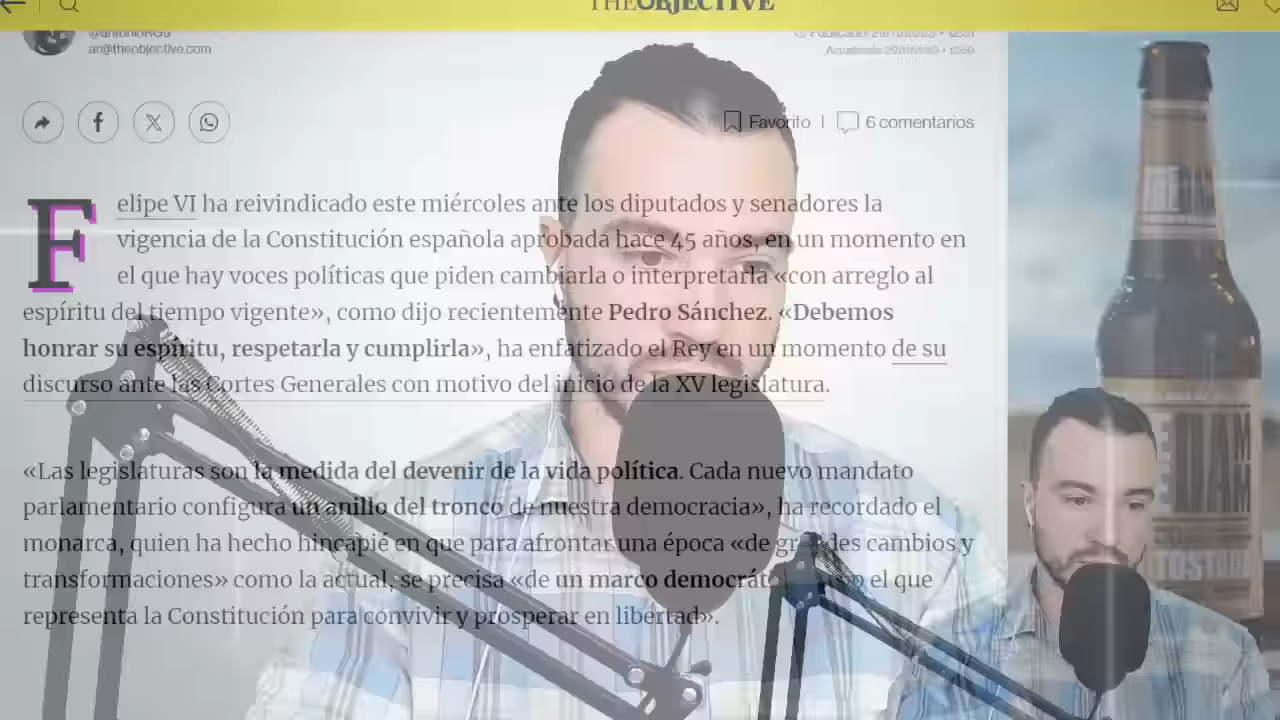 THEOBJECTIVE
@antonioRG9
ar@theobjective.com
Favorito | 6 comentarios
Felipe VI ha reivindicado este miércoles ante los diputados y senadores la
vigencia de la Constitución española aprobada hace 45 años, en un momento en
el que hay voces políticas que piden cambiarla o interpretarla «con arreglo al
espíritu del tiempo vigente», como dijo recientemente Pedro Sánchez. «Debemos
honrar su espíritu, respetarla y cumplirla», ha enfatizado el Rey en un momento de su
discurso ante las Cortes Generales con motivo del inicio de la XV legislatura.
«Las legislaturas son la medida del devenir de la vida política. Cada nuevo mandato
parlamentario configura un anillo del tronco de nuestra democracia», ha recordado el
monarca, quien ha hecho hincapié en que para afrontar una época «de grandes cambios y
transformaciones» como la actual, se precisa «de un marco el que
representa la Constitución para convivir y prosperar en libertad».